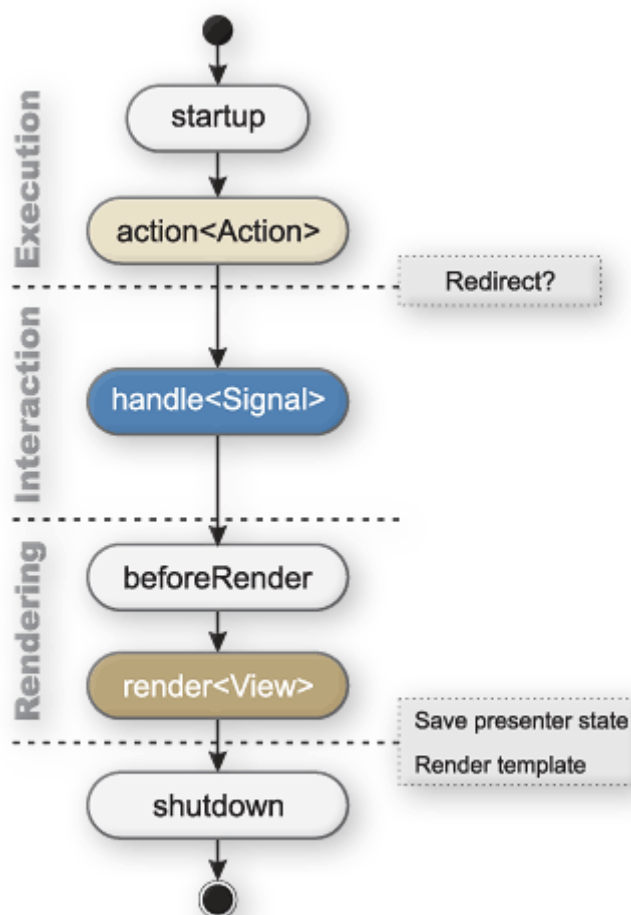 Execution
startup
action<Action>
Redirect?
Interaction
handle<Signal>
Rendering
beforeRender
render<View>
Save presenter state
Render template
shutdown